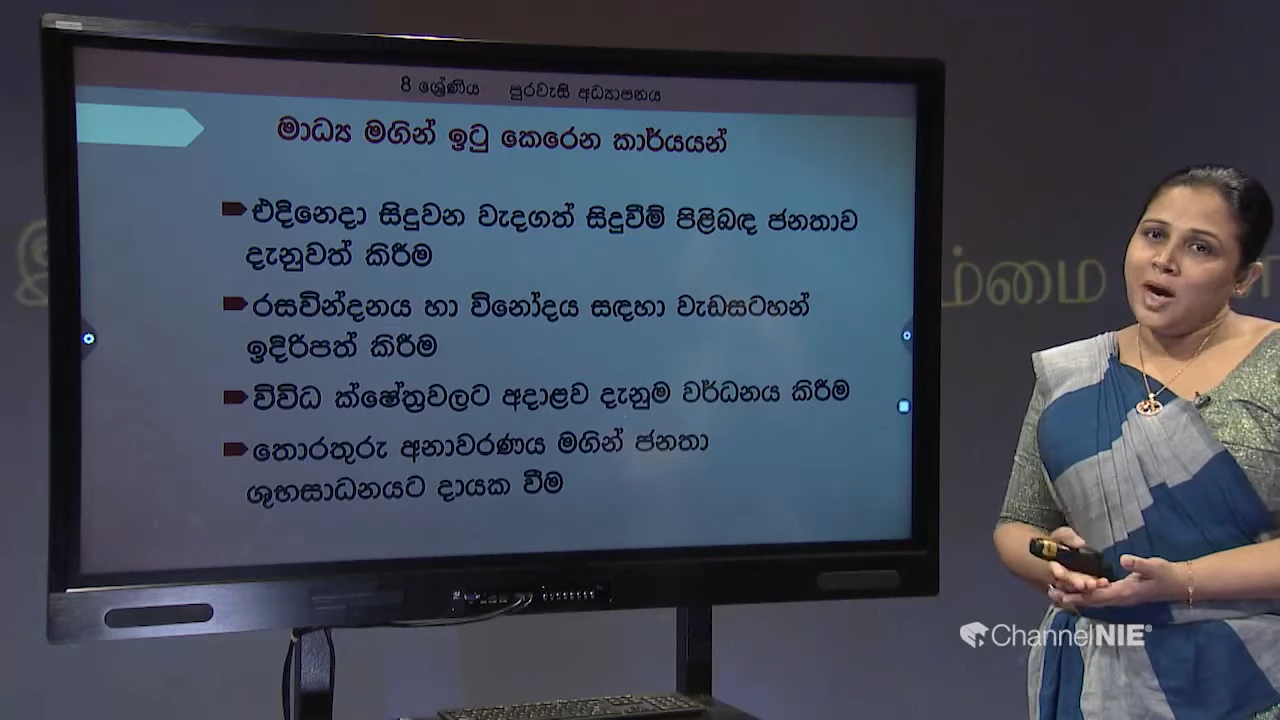 8 ශ්‍රේණිය පුරවැසි අධ්‍යාපනය
මාධ්‍ය මගින් ඉටු කෙරෙන කාර්යයන්
එදිනෙදා සිදුවන වැදගත් සිදුවීම් පිළිබඳ ජනතාව
දැනුවත් කිරීම
රසවින්දනය හා විනෝදය සඳහා වැඩසටහන්
ඉදිරිපත් කිරීම
විවිධ ක්ෂේත්‍රවලට අදාළව දැනුම වර්ධනය කිරීම
තොරතුරු අනාවරණය මගින් ජනතා
ශුභසාධනයට දායක වීම
ChannelNIE®